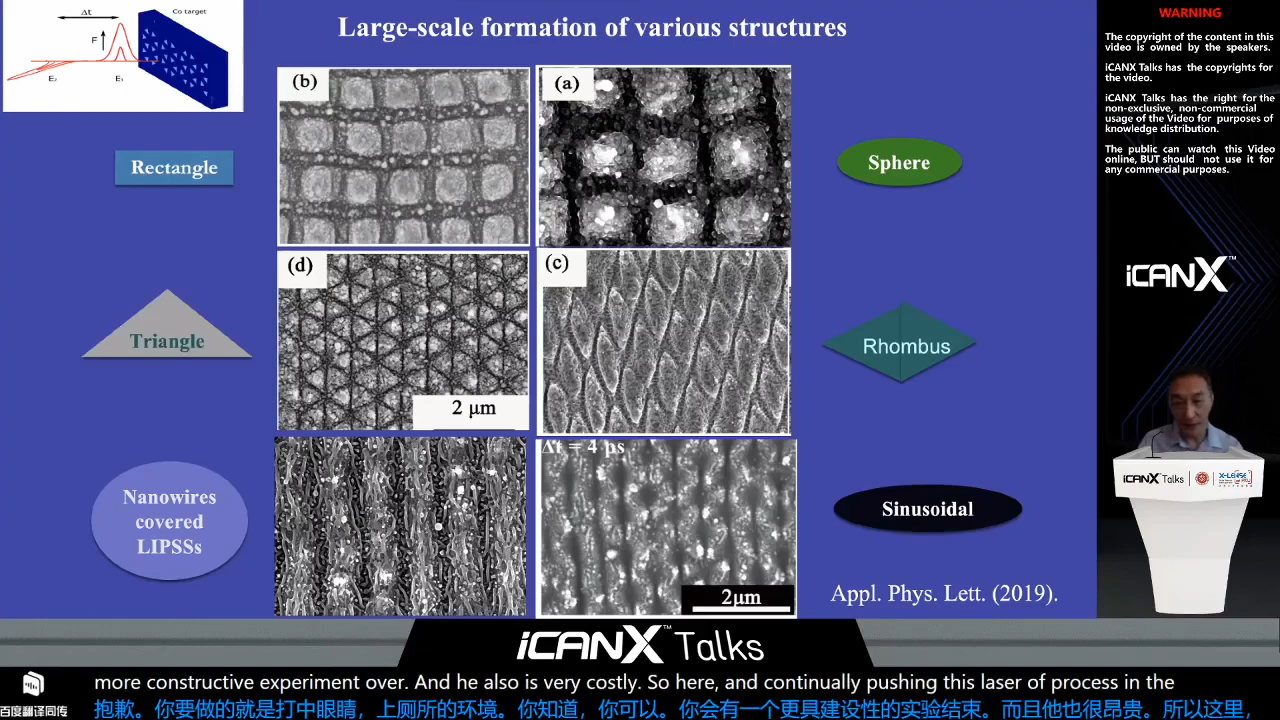 Large-scale formation of various structures
Δt
Co target
F
E₂
E₁
(b)
(a)
Rectangle
Sphere
(d)
(c)
Triangle
Rhombus
2 μm
Δt = 4 ps
Nanowires
covered
LIPSSs
Sinusoidal
2μm
Appl. Phys. Lett. (2019).
WARNING
The copyright of the content in this
video is owned by the speakers.
iCANX Talks has the copyrights for
the video.
iCANX Talks has the right for the
non-exclusive, non-commercial
usage of the Video for purposes of
knowledge distribution.
The public can watch this Video
online, BUT should not use it for
any commercial purposes.
iCANX™
iCANX Talks
X-LENSE
iCANX™ Talks
more constructive experiment over. And he also is very costly. So here, and continually pushing this laser of process in the
百度翻译同传
抱歉。你要做的就是打中眼睛，上厕所的环境。你知道，你可以。你会有一个更具建设性的实验结束。而且他也很昂贵。所以这里，